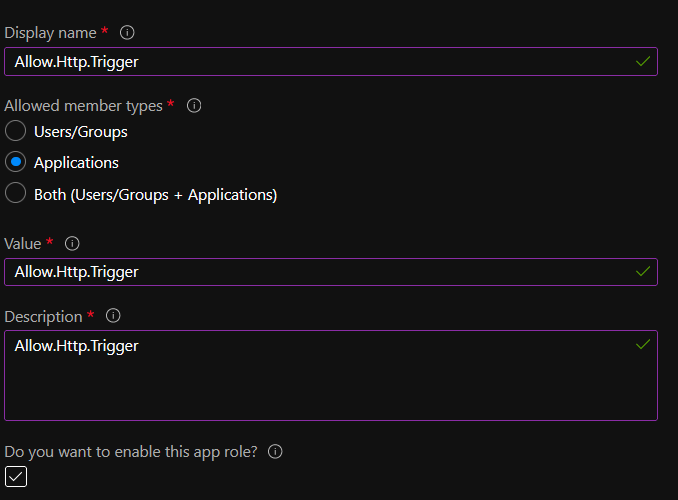 Display name *
Allow.Http.Trigger
Allowed member types *
Users/Groups
Applications
Both (Users/Groups + Applications)
Value *
Allow.Http.Trigger
Description *
Allow.Http.Trigger
Do you want to enable this app role?